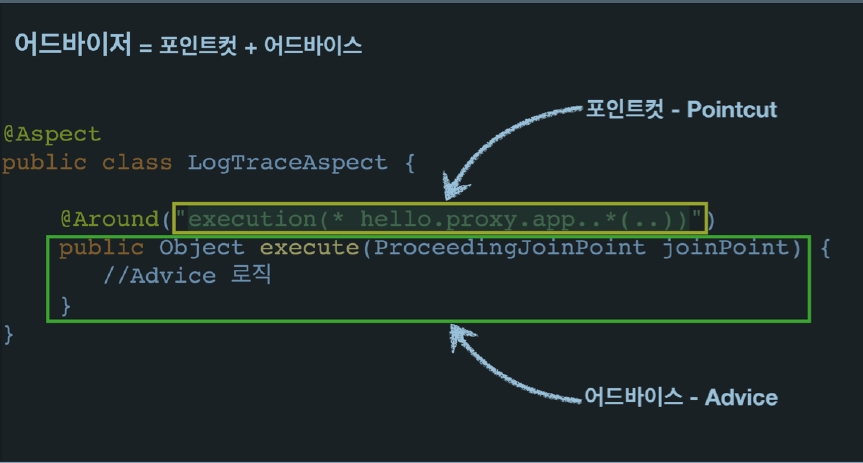 어드바이저 = 포인트컷 + 어드바이스
포인트컷 - Pointcut
@Aspect
public class LogTraceAspect {
@Around("execution(* hello.proxy.app..*(..))")
public Object execute(ProceedingJoinPoint joinPoint) {
//Advice 로직
}
}
어드바이스 - Advice